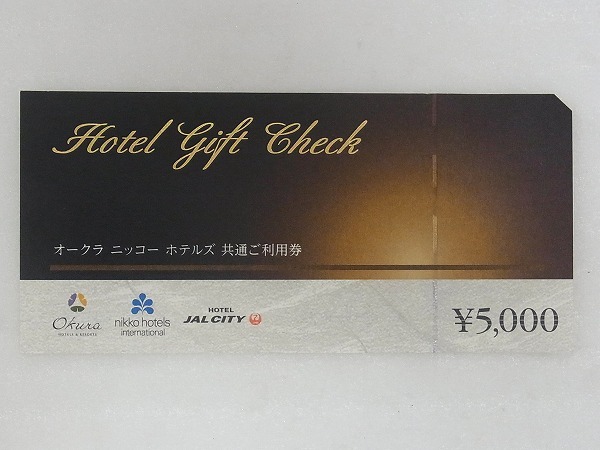 Hotel Gift Check
オークラ ニッコー ホテルズ 共通ご利用券
Okura
HOTELS & RESORTS
nikko hotels
international
HOTEL
JAL CITY
¥5,000